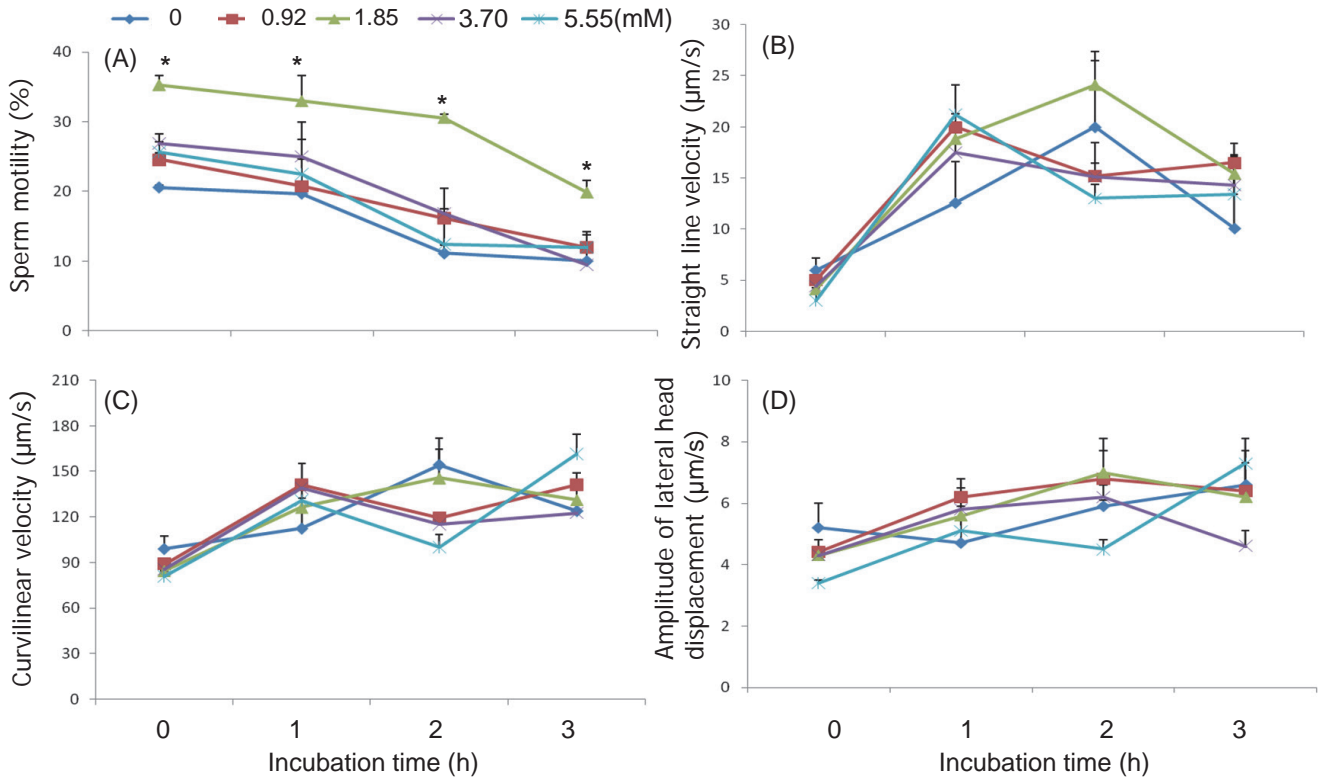 0 0.92 1.85 3.70 5.55(mM)
(A)
Sperm motility (%)
40
30
20
10
0
* * * *
(B)
Straight line velocity (µm/s)
30
25
20
15
10
5
0
(C)
Curvilinear velocity (µm/s)
210
180
150
120
90
60
30
0
0 1 2 3
Incubation time (h)
(D)
Amplitude of lateral head
displacement (µm/s)
10
8
6
4
2
0
0 1 2 3
Incubation time (h)